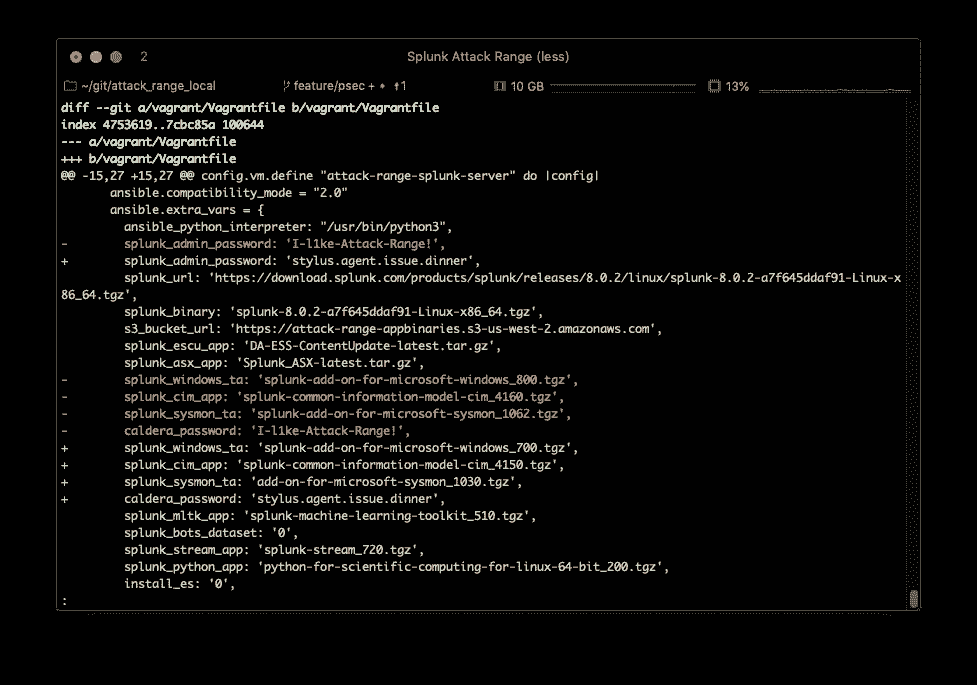 2 Splunk Attack Range (less)
~/git/attack_range_local feature/psec + ↑1 10 GB 13%
diff --git a/vagrant/Vagrantfile b/vagrant/Vagrantfile
index 4753619..7cbc85a 100644
--- a/vagrant/Vagrantfile
+++ b/vagrant/Vagrantfile
@@ -15,27 +15,27 @@ config.vm.define "attack-range-splunk-server" do |config|
      ansible.compatibility_mode = "2.0"
      ansible.extra_vars = {
        ansible_python_interpreter: "/usr/bin/python3",
-       splunk_admin_password: 'I-l1ke-Attack-Range!',
+       splunk_admin_password: 'stylus.agent.issue.dinner',
        splunk_url: 'https://download.splunk.com/products/splunk/releases/8.0.2/linux/splunk-8.0.2-a7f645ddaf91-Linux-x
86_64.tgz',
        splunk_binary: 'splunk-8.0.2-a7f645ddaf91-Linux-x86_64.tgz',
        s3_bucket_url: 'https://attack-range-appbinaries.s3-us-west-2.amazonaws.com',
        splunk_escu_app: 'DA-ESS-ContentUpdate-latest.tar.gz',
        splunk_asx_app: 'Splunk_ASX-latest.tar.gz',
-       splunk_windows_ta: 'splunk-add-on-for-microsoft-windows_800.tgz',
-       splunk_cim_app: 'splunk-common-information-model-cim_4160.tgz',
-       splunk_sysmon_ta: 'splunk-add-on-for-microsoft-sysmon_1062.tgz',
-       caldera_password: 'I-l1ke-Attack-Range!',
+       splunk_windows_ta: 'splunk-add-on-for-microsoft-windows_700.tgz',
+       splunk_cim_app: 'splunk-common-information-model-cim_4150.tgz',
+       splunk_sysmon_ta: 'add-on-for-microsoft-sysmon_1030.tgz',
+       caldera_password: 'stylus.agent.issue.dinner',
        splunk_mltk_app: 'splunk-machine-learning-toolkit_510.tgz',
        splunk_bots_dataset: '0',
        splunk_stream_app: 'splunk-stream_720.tgz',
        splunk_python_app: 'python-for-scientific-computing-for-linux-64-bit_200.tgz',
        install_es: '0',
: